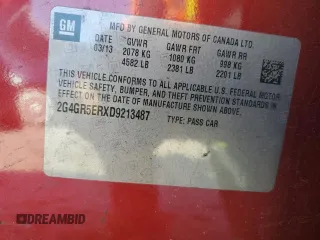 GM
MFD BY GENERAL MOTORS OF CANADA LTD.
DATE GVWR GAWR FRT GAWR RR
03/13 2078 KG 1080 KG 998 KG
4582 LB 2381 LB 2201 LB
THIS VEHICLE CONFORMS TO ALL APPLICABLE U.S. FEDERAL MOTOR
VEHICLE SAFETY, BUMPER, AND THEFT PREVENTION STANDARDS
IN EFFECT ON THE DATE OF MANUFACTURE SHOWN ABOVE.
2G4GR5ERXD9213487 TYPE: PASS CAR
© DREAMBID